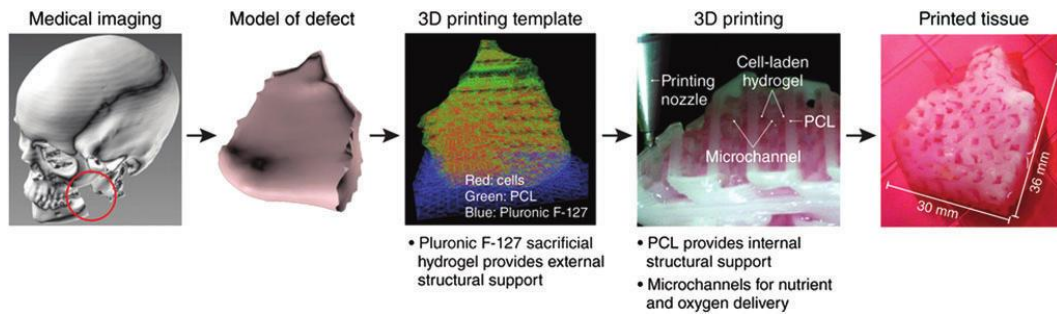 Medical imaging
Model of defect
3D printing template
3D printing
Printed tissue
Red: cells
Green: PCL
Blue: Pluronic F-127
Printing
nozzle
Cell-laden
hydrogel
PCL
Microchannel
36 mm
30 mm
• Pluronic F-127 sacrificial
hydrogel provides external
structural support
• PCL provides internal
structural support
• Microchannels for nutrient
and oxygen delivery